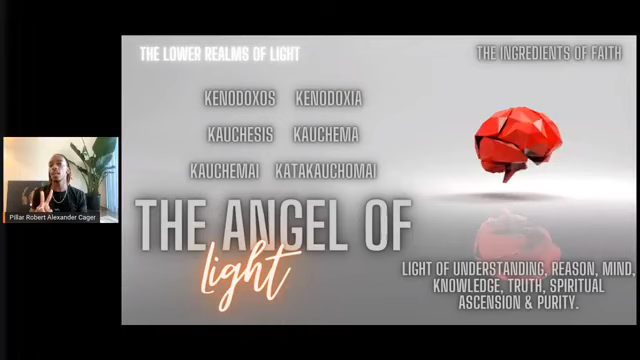 THE LOWER REALMS OF LIGHT
THE INGREDIENTS OF FAITH
KENODOXOS KENODOXIA
KAUCHESIS KAUCHEMA
KAUCHEMAI KATAKAUCHOMAI
THE ANGEL OF
Light
LIGHT OF UNDERSTANDING, REASON, MIND,
KNOWLEDGE, TRUTH, SPIRITUAL
ASCENSION & PURITY.
Pillar Robert Alexander Cager